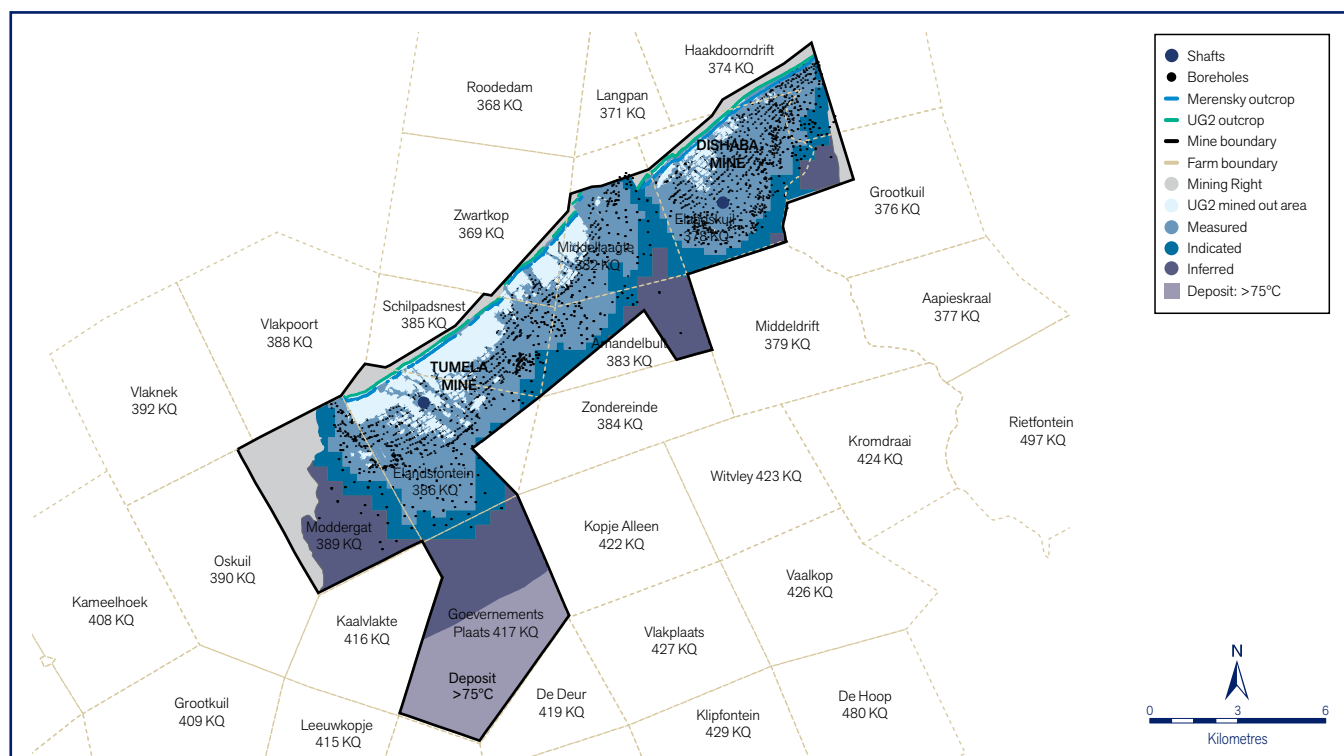 Haakdoorndrift
374 KQ
Roodedam
368 KQ
Langpan
371 KQ
DISHABA
MINE
Grootkuil
376 KQ
Zwartkop
369 KQ
Elandskuil
378 KQ
Middellaagte
382 KQ
Aapieskraal
377 KQ
Schilpadsnest
385 KQ
Vlakpoort
388 KQ
Middeldrift
379 KQ
Amandelbult
383 KQ
TUMELA
MINE
Vlaknek
392 KQ
Zondereinde
384 KQ
Rietfontein
497 KQ
Kromdraai
424 KQ
Witvley 423 KQ
Elandsfontein
386 KQ
Moddergat
389 KQ
Kopje Alleen
422 KQ
Oskuil
390 KQ
Vaalkop
426 KQ
Kameelhoek
408 KQ
Kaalvlakte
416 KQ
Goevernements
Plaats 417 KQ
Vlakplaats
427 KQ
Deposit
>75°C
De Deur
419 KQ
De Hoop
480 KQ
Grootkuil
409 KQ
Leeuwkopje
415 KQ
Klipfontein
429 KQ
Shafts
Boreholes
Merensky outcrop
UG2 outcrop
Mine boundary
Farm boundary
Mining Right
UG2 mined out area
Measured
Indicated
Inferred
Deposit: >75°C
N
0 3 6
Kilometres